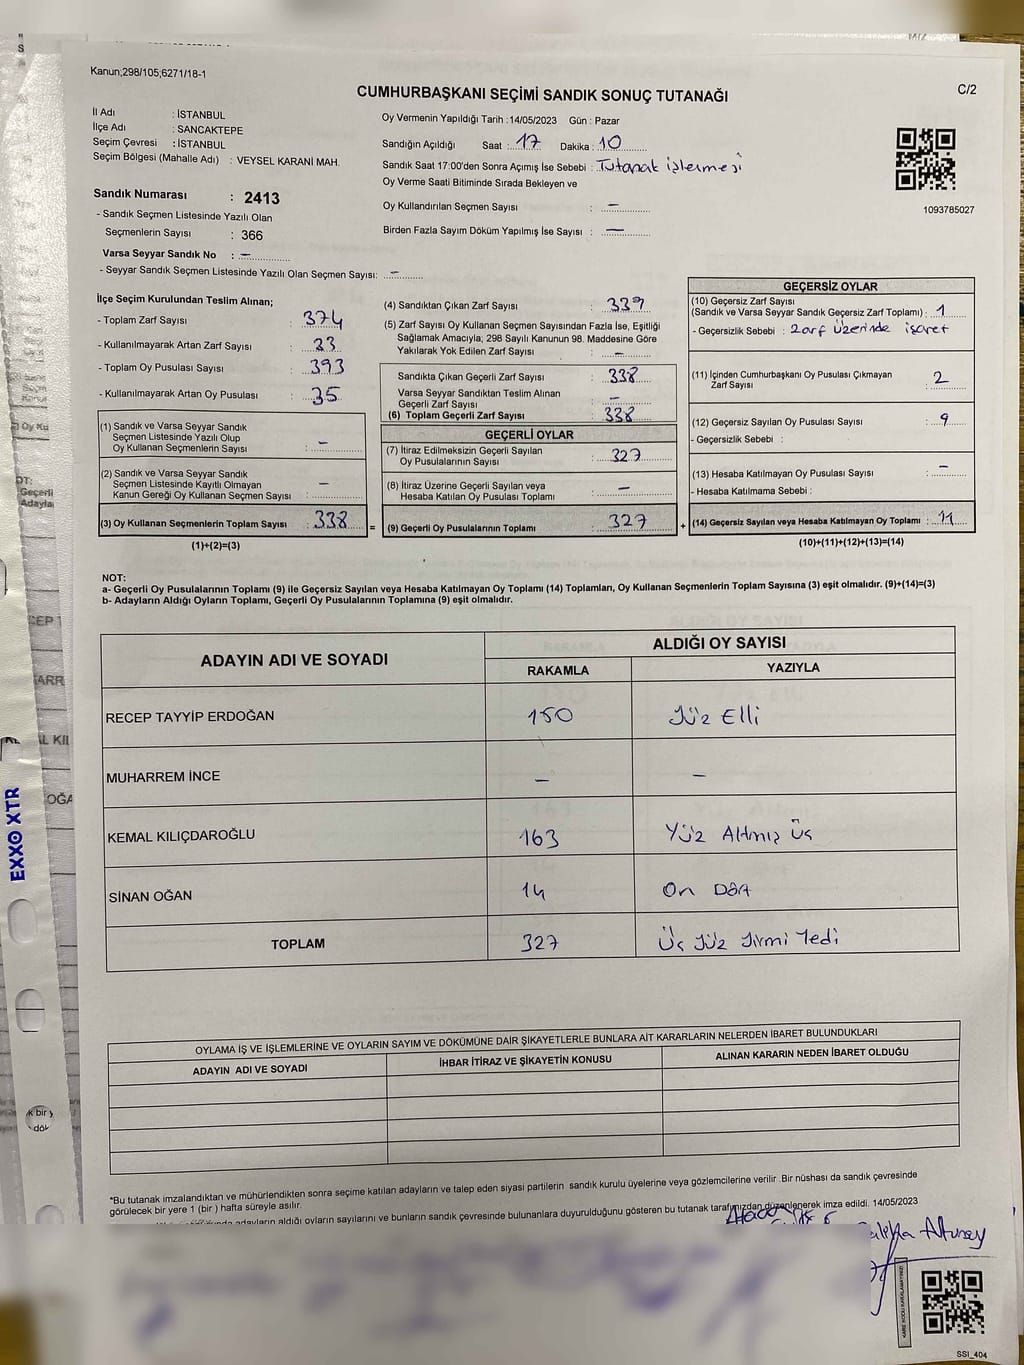 Kanun;298/105;6271/18-1
CUMHURBAŞKANI SEÇİMİ SANDIK SONUÇ TUTANAĞI
C/2
İl Adı : İSTANBUL
İlçe Adı : SANCAKTEPE
Seçim Çevresi : İSTANBUL
Seçim Bölgesi (Mahalle Adı) : VEYSEL KARANİ MAH.
Sandık Numarası : 2413
- Sandık Seçmen Listesinde Yazılı Olan
Seçmenlerin Sayısı : 366
Varsa Seyyar Sandık No : –
- Seyyar Sandık Seçmen Listesinde Yazılı Olan Seçmen Sayısı: –
Oy Vermenin Yapıldığı Tarih :14/05/2023 Gün : Pazar
Sandığın Açıldığı Saat : 17 Dakika : 10
Sandık Saat 17:00'den Sonra Açımış İse Sebebi : Tutanak işlemesi
Oy Verme Saati Bitiminde Sırada Bekleyen ve
Oy Kullandırılan Seçmen Sayısı : –
Birden Fazla Sayım Döküm Yapılmış İse Sayısı : –
1093785027
İlçe Seçim Kurulundan Teslim Alınan;
- Toplam Zarf Sayısı : 374
- Kullanılmayarak Artan Zarf Sayısı : 33
- Toplam Oy Pusulası Sayısı : 393
- Kullanılmayarak Artan Oy Pusulası : 35
(1) Sandık ve Varsa Seyyar Sandık
Seçmen Listesinde Yazılı Olup
Oy Kullanan Seçmenlerin Sayısı : –
(2) Sandık ve Varsa Seyyar Sandık
Seçmen Listesinde Kayıtlı Olmayan
Kanun Gereği Oy Kullanan Seçmen Sayısı : –
(3) Oy Kullanan Seçmenlerin Toplam Sayısı : 338 =
(1)+(2)=(3)
(4) Sandıktan Çıkan Zarf Sayısı : 339
(5) Zarf Sayısı Oy Kullanan Seçmen Sayısından Fazla İse, Eşitliği
Sağlamak Amacıyla; 298 Sayılı Kanunun 98. Maddesine Göre
Yakılarak Yok Edilen Zarf Sayısı : –
Sandıkta Çıkan Geçerli Zarf Sayısı : 338
Varsa Seyyar Sandıktan Teslim Alınan
Geçerli Zarf Sayısı : –
(6) Toplam Geçerli Zarf Sayısı : 338
GEÇERLİ OYLAR
(7) İtiraz Edilmeksizin Geçerli Sayılan
Oy Pusulalarının Sayısı : 327
(8) İtiraz Üzerine Geçerli Sayılan veya
Hesaba Katılan Oy Pusulası Toplamı : –
(9) Geçerli Oy Pusulalarının Toplamı : 327 +
GEÇERSİZ OYLAR
(10) Geçersiz Zarf Sayısı
(Sandık ve Varsa Seyyar Sandık Geçersiz Zarf Toplamı) : 1
- Geçersizlik Sebebi : Zarf Üzerinde işaret
(11) İçinden Cumhurbaşkanı Oy Pusulası Çıkmayan
Zarf Sayısı : 2
(12) Geçersiz Sayılan Oy Pusulası Sayısı : 9
- Geçersizlik Sebebi :
(13) Hesaba Katılmayan Oy Pusulası Sayısı : –
- Hesaba Katılmama Sebebi :
(14) Geçersiz Sayılan veya Hesaba Katılmayan Oy Toplamı : 11
(10)+(11)+(12)+(13)=(14)
NOT:
a- Geçerli Oy Pusulalarının Toplamı (9) ile Geçersiz Sayılan veya Hesaba Katılmayan Oy Toplamı (14) Toplamları, Oy Kullanan Seçmenlerin Toplam Sayısına (3) eşit olmalıdır. (9)+(14)=(3)
b- Adayların Aldığı Oyların Toplamı, Geçerli Oy Pusulalarının Toplamına (9) eşit olmalıdır.
ADAYIN ADI VE SOYADI ALDIĞI OY SAYISI
RAKAMLA YAZIYLA
RECEP TAYYİP ERDOĞAN 150 Yüz Elli
MUHARREM İNCE – –
KEMAL KILIÇDAROĞLU 163 Yüz Altmış Üç
SİNAN OĞAN 14 On Dört
TOPLAM 327 Üç Yüz Yirmi Yedi
OYLAMA İŞ VE İŞLEMLERİNE VE OYLARIN SAYIM VE DÖKÜMÜNE DAİR ŞİKAYETLERLE BUNLARA AİT KARARLARIN NELERDEN İBARET BULUNDUKLARI
ADAYIN ADI VE SOYADI İHBAR İTİRAZ VE ŞİKAYETİN KONUSU ALINAN KARARIN NEDEN İBARET OLDUĞU
*Bu tutanak imzalandıktan ve mühürlendikten sonra seçime katılan adayların ve talep eden siyasi partilerin sandık kurulu üyelerine veya gözlemcilerine verilir. Bir nüshası da sandık çevresinde
görülecek bir yere 1 (bir ) hafta süreyle asılır.
adayların aldığı oyların sayılarını ve bunların sandık çevresinde bulunanlara duyurulduğunu gösteren bu tutanak tarafımızdan düzenlenerek imza edildi. 14/05/2023
Altunay
SSI_404
EXXO XTR